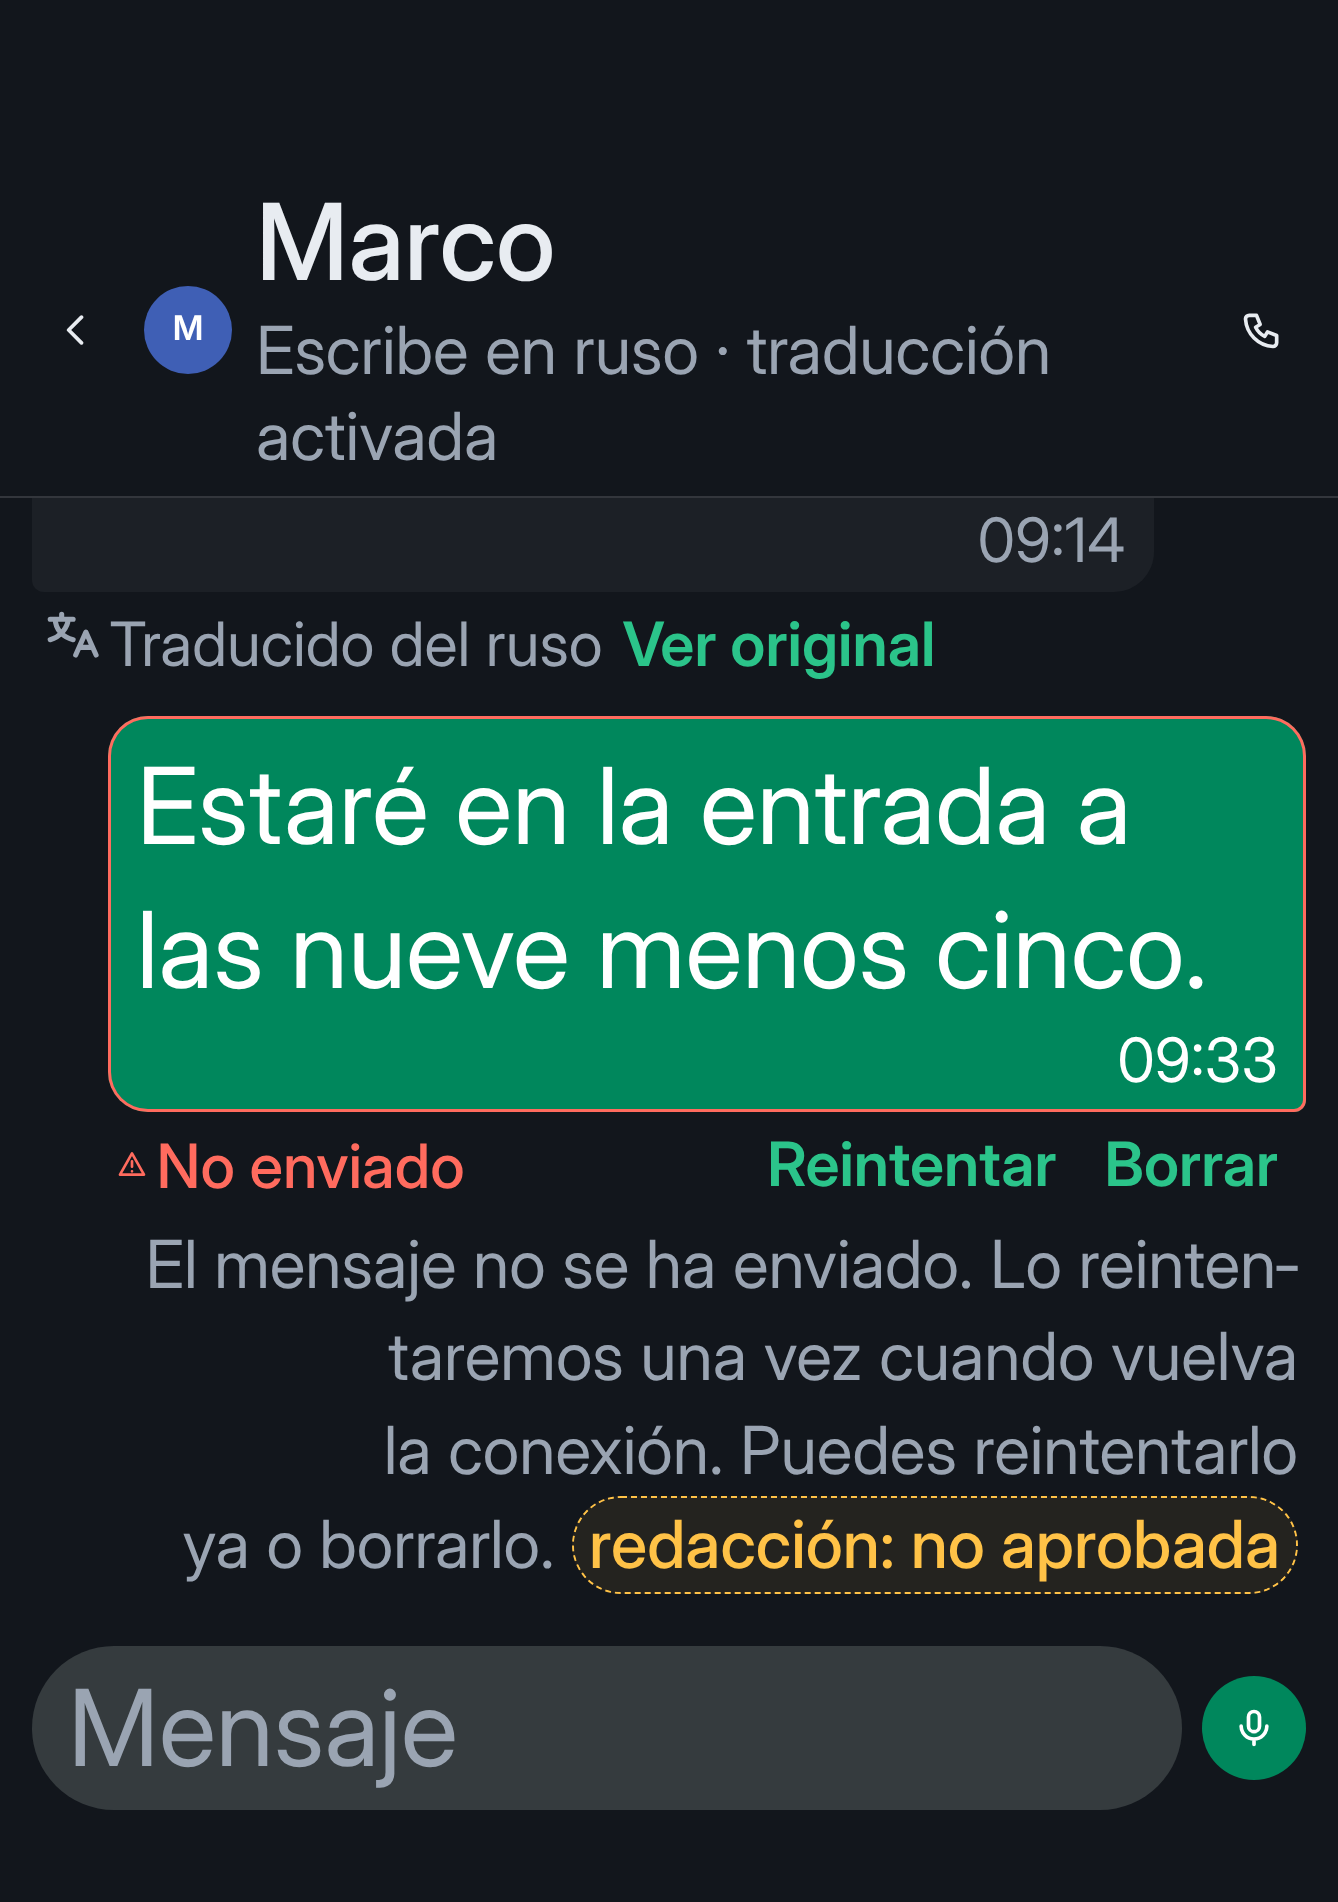 Marco
M
Escribe en ruso · traducción
activada
09:14
Traducido del ruso Ver original
Estaré en la entrada a
las nueve menos cinco.
09:33
No enviado Reintentar Borrar
El mensaje no se ha enviado. Lo reinten-
taremos una vez cuando vuelva
la conexión. Puedes reintentarlo
ya o borrarlo. redacción: no aprobada
Mensaje